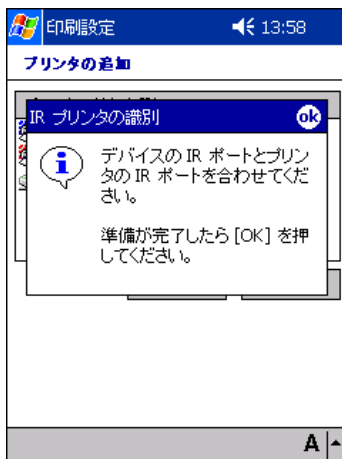 印刷設定 13:58
プリンタの追加
IR プリンタの識別 ok
デバイスの IR ポートとプリン
タの IR ポートを合わせてくだ
さい。
準備が完了したら [OK] を押
してください。
A